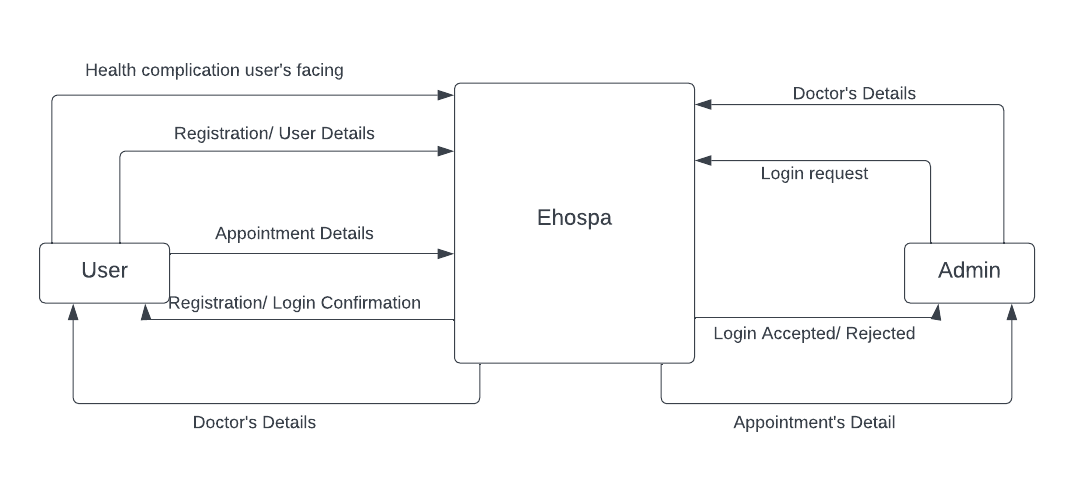 Health complication user's facing
Doctor's Details
Registration/ User Details
Login request
Ehospa
Appointment Details
User
Admin
Registration/ Login Confirmation
Login Accepted/ Rejected
Doctor's Details
Appointment's Detail